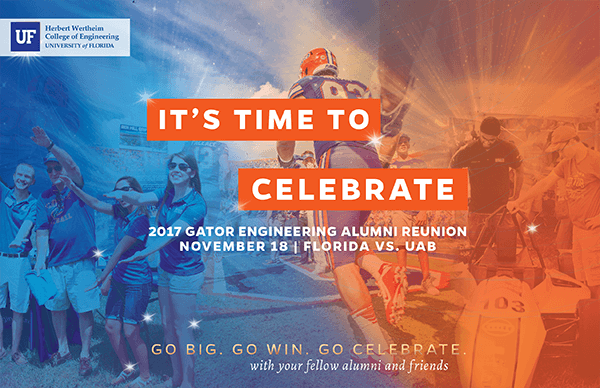 UF
Herbert Wertheim
College of Engineering
UNIVERSITY of FLORIDA
IT'S TIME TO
CELEBRATE
2017 GATOR ENGINEERING ALUMNI REUNION
NOVEMBER 18 | FLORIDA VS. UAB
GO BIG. GO WIN. GO CELEBRATE.
with your fellow alumni and friends
103